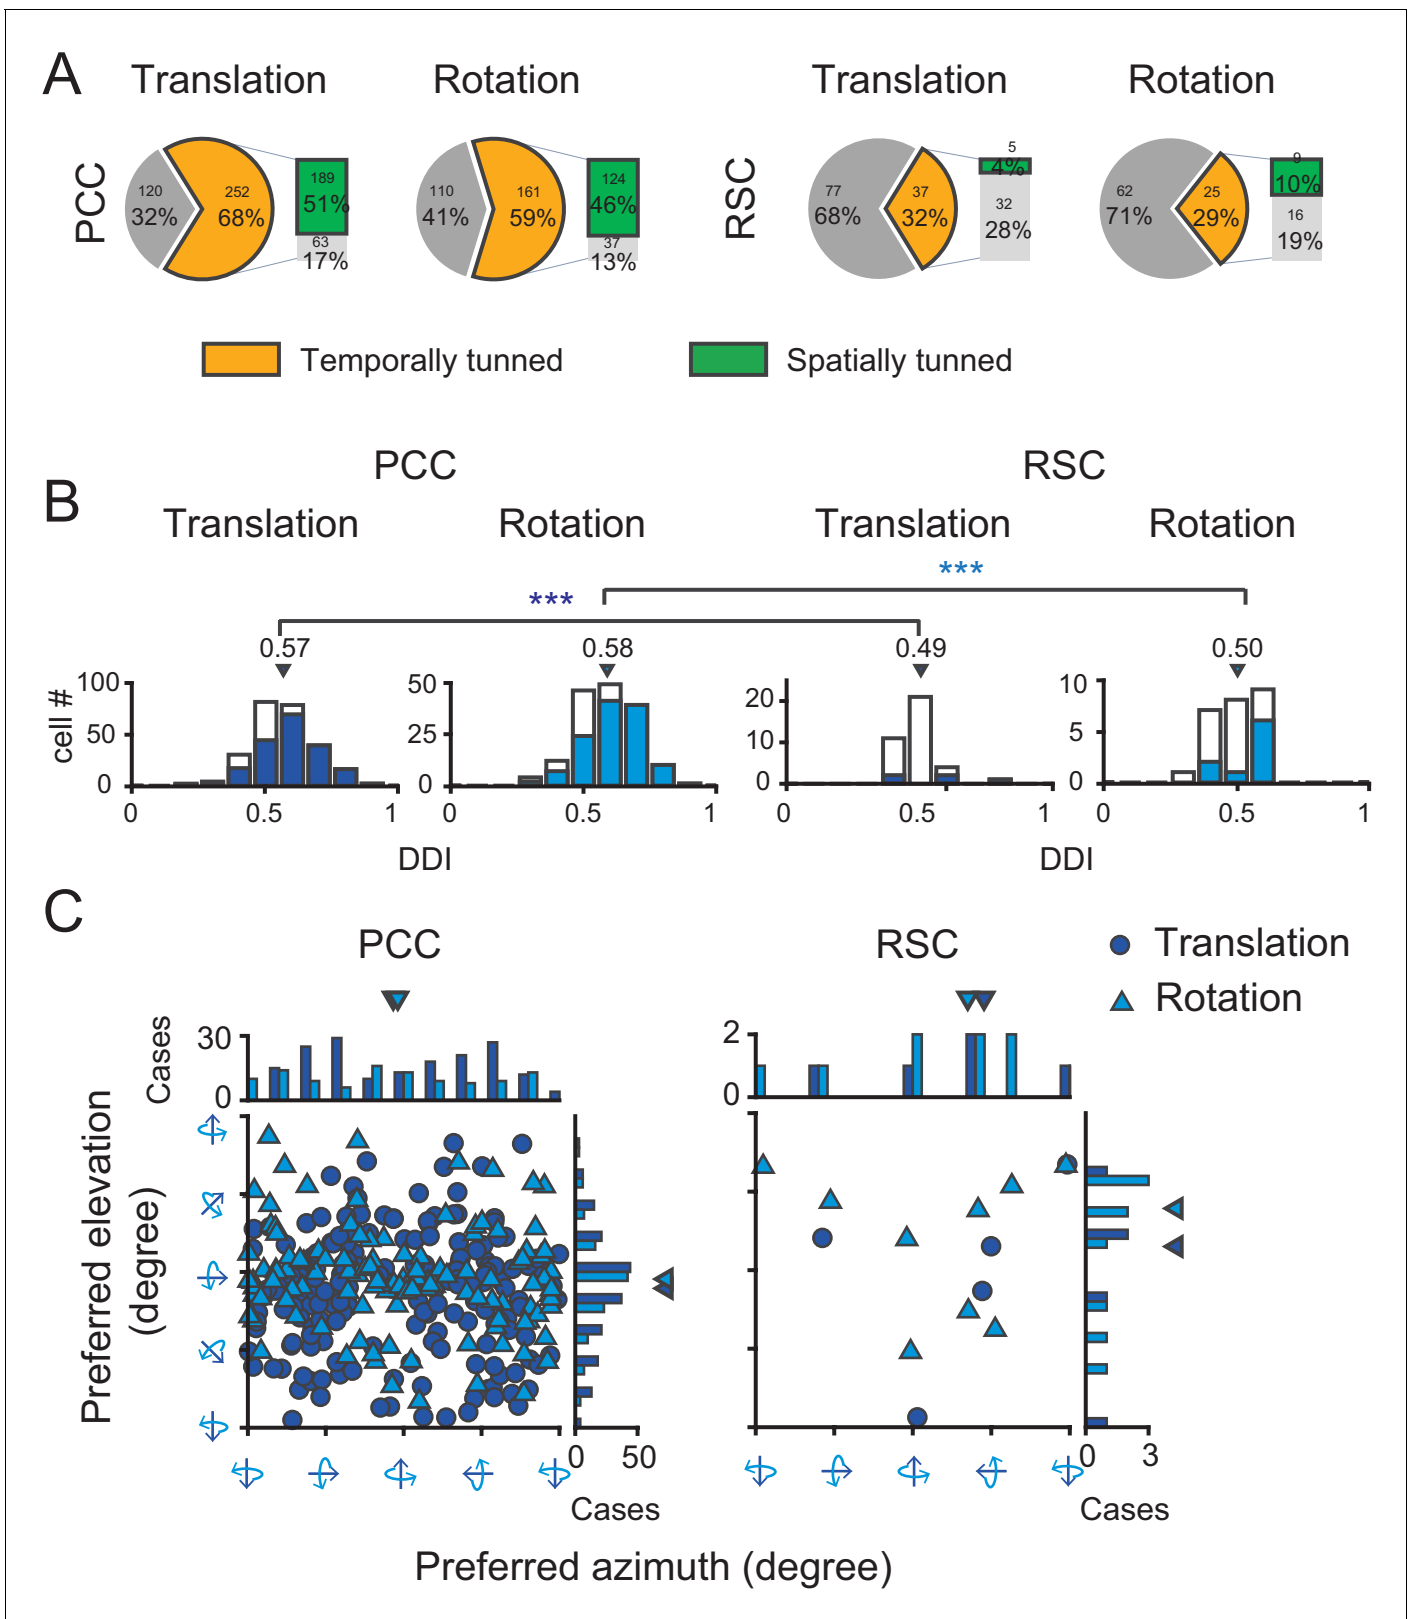 A
Translation Rotation Translation Rotation
PCC
120
32%
252
68%
189
51%
63
17%
110
41%
161
59%
124
46%
37
13%
RSC
77
68%
37
32%
5
4%
32
28%
62
71%
25
29%
9
10%
16
19%
Temporally tunned Spatially tunned
B
PCC RSC
Translation Rotation Translation Rotation
*** ***
0.57 0.58 0.49 0.50
cell #
100
50
0
0 0.5 1
50
25
0
0 0.5 1
20
10
0
0 0.5 1
10
5
0
0 0.5 1
DDI DDI
C
PCC RSC
Translation
Rotation
Cases
30
0
2
0
Preferred elevation
(degree)
0 50
Cases
0 3
Cases
Preferred azimuth (degree)